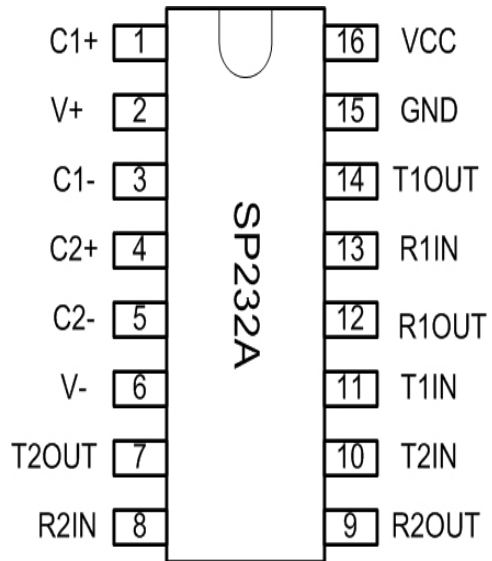 C1+ 1 16 VCC
V+ 2 15 GND
C1- 3 14 T1OUT
C2+ 4 13 R1IN
C2- 5 12 R1OUT
V- 6 11 T1IN
T2OUT 7 10 T2IN
R2IN 8 9 R2OUT
SP232A